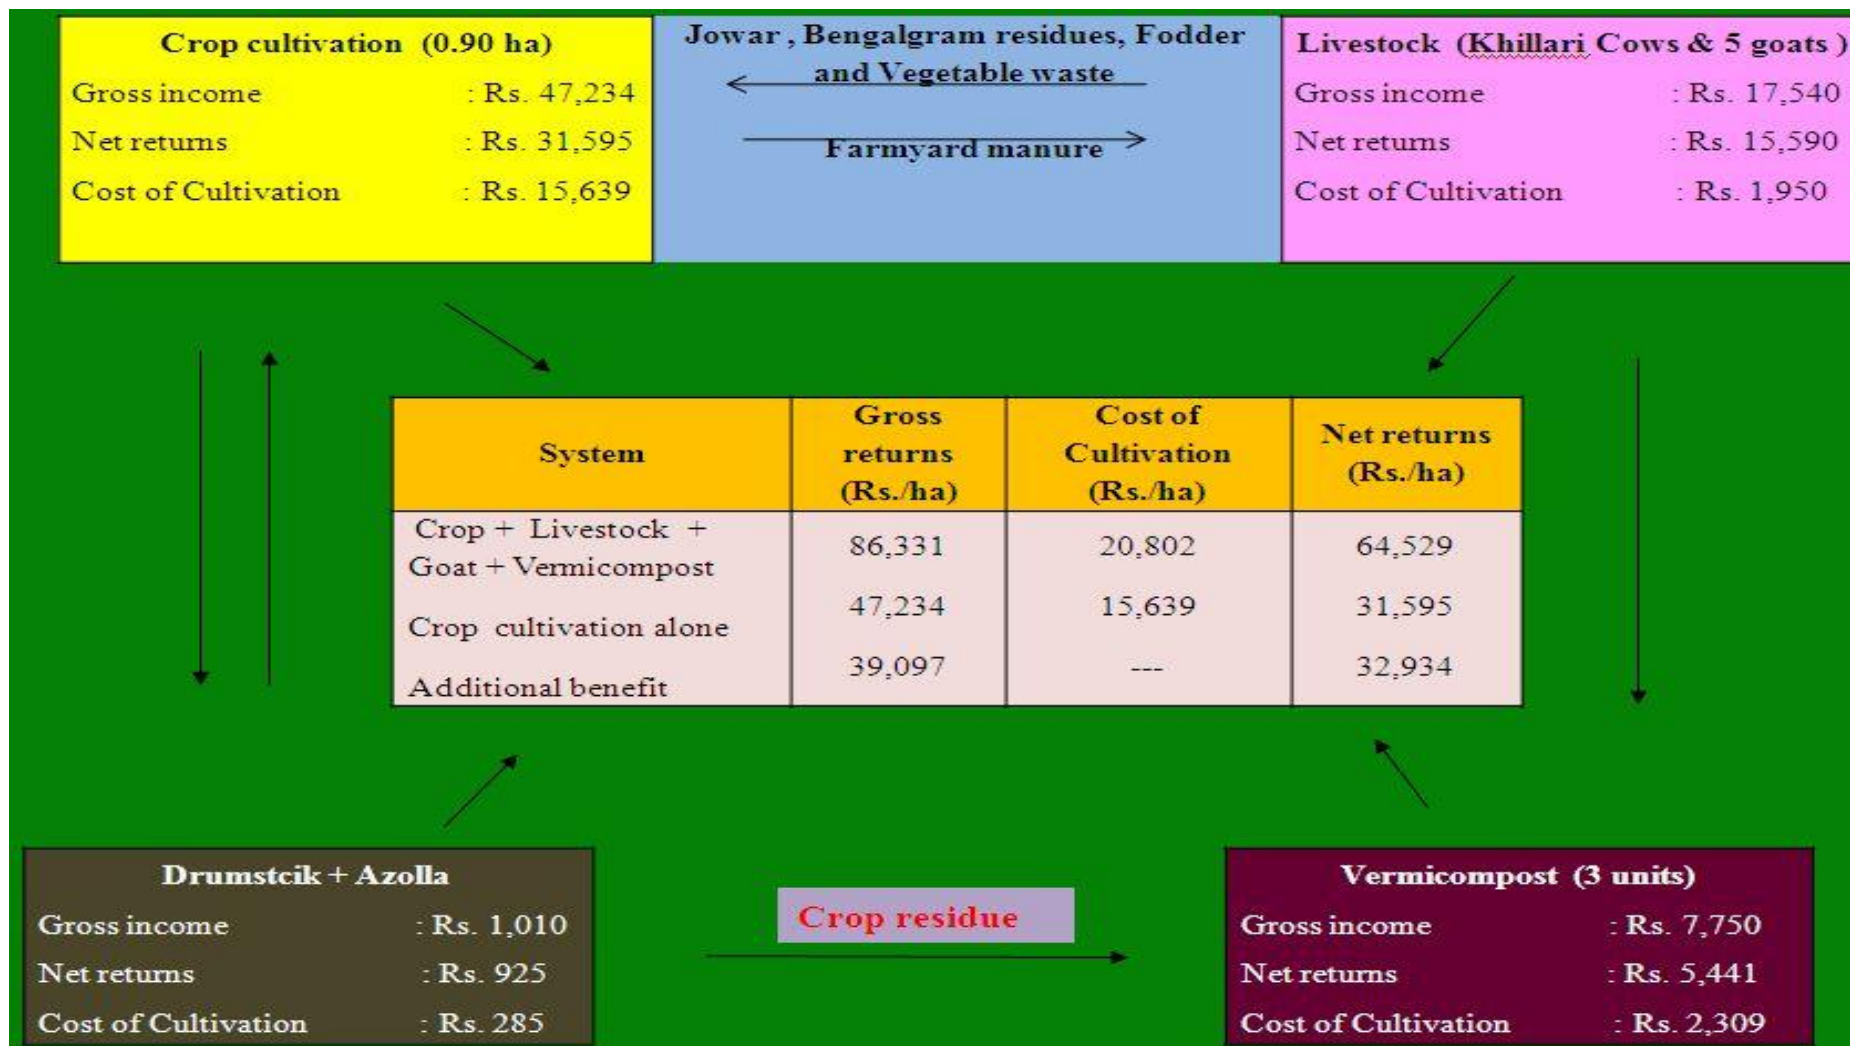 Crop cultivation (0.90 ha)
Gross income : Rs. 47,234
Net returns : Rs. 31,595
Cost of Cultivation : Rs. 15,639
Jowar , Bengalgram residues, Fodder
and Vegetable waste
Farmyard manure
Livestock (Khillari Cows & 5 goats )
Gross income : Rs. 17,540
Net returns : Rs. 15,590
Cost of Cultivation : Rs. 1,950
System
Gross
returns
(Rs./ha)
Cost of
Cultivation
(Rs./ha)
Net returns
(Rs./ha)
Crop + Livestock +
Goat + Vermicompost
86,331 20,802 64,529
Crop cultivation alone
47,234 15,639 31,595
Additional benefit
39,097 --- 32,934
Drumstcik + Azolla
Gross income : Rs. 1,010
Net returns : Rs. 925
Cost of Cultivation : Rs. 285
Crop residue
Vermicompost (3 units)
Gross income : Rs. 7,750
Net returns : Rs. 5,441
Cost of Cultivation : Rs. 2,309